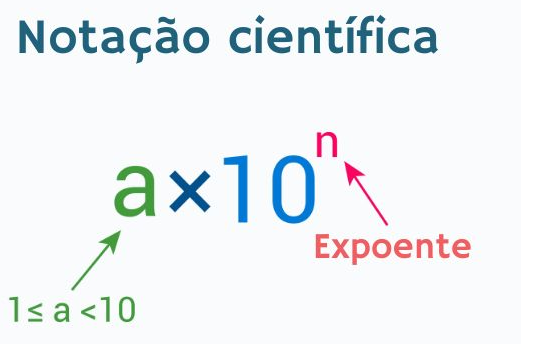 Notação científica
a×10ⁿ
Expoente
1≤ a <10